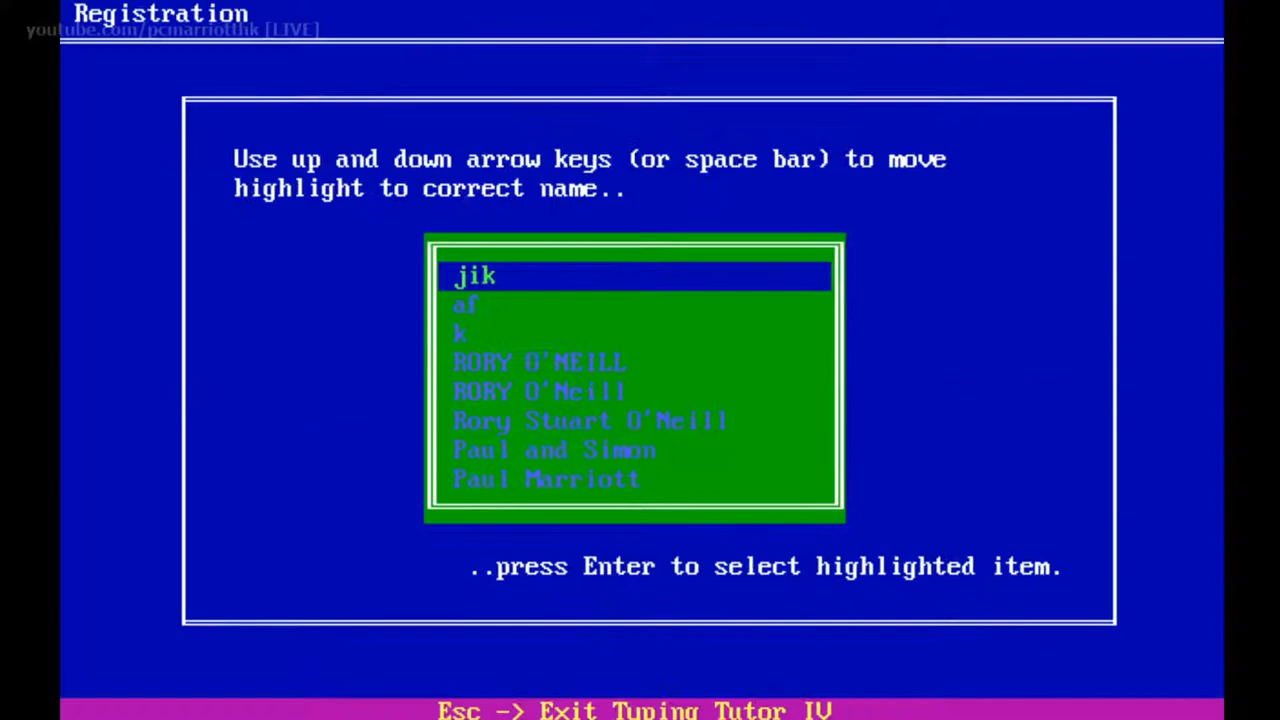 Registration
youtube.com/pcmarriotthk [LIVE]
Use up and down arrow keys (or space bar) to move
highlight to correct name..
jik
af
k
RORY O'NEILL
RORY O'Neill
Rory Stuart O'Neill
Paul and Simon
Paul Marriott
..press Enter to select highlighted item.
Esc -> Exit Typing Tutor IV